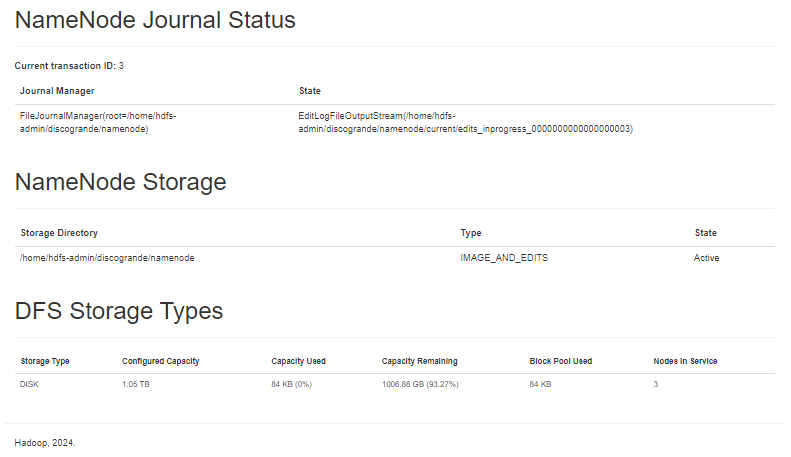 NameNode Journal Status
Current transaction ID: 3
Journal Manager State
FileJournalManager(root=/home/hdfs- EditLogFileOutputStream(/home/hdfs-
admin/discogrande/namenode) admin/discogrande/namenode/current/edits_inprogress_0000000000000000003)
NameNode Storage
Storage Directory Type State
/home/hdfs-admin/discogrande/namenode IMAGE_AND_EDITS Active
DFS Storage Types
Storage Type Configured Capacity Capacity Used Capacity Remaining Block Pool Used Nodes In Service
DISK 1.05 TB 84 KB (0%) 1006.88 GB (93.27%) 84 KB 3
Hadoop, 2024.